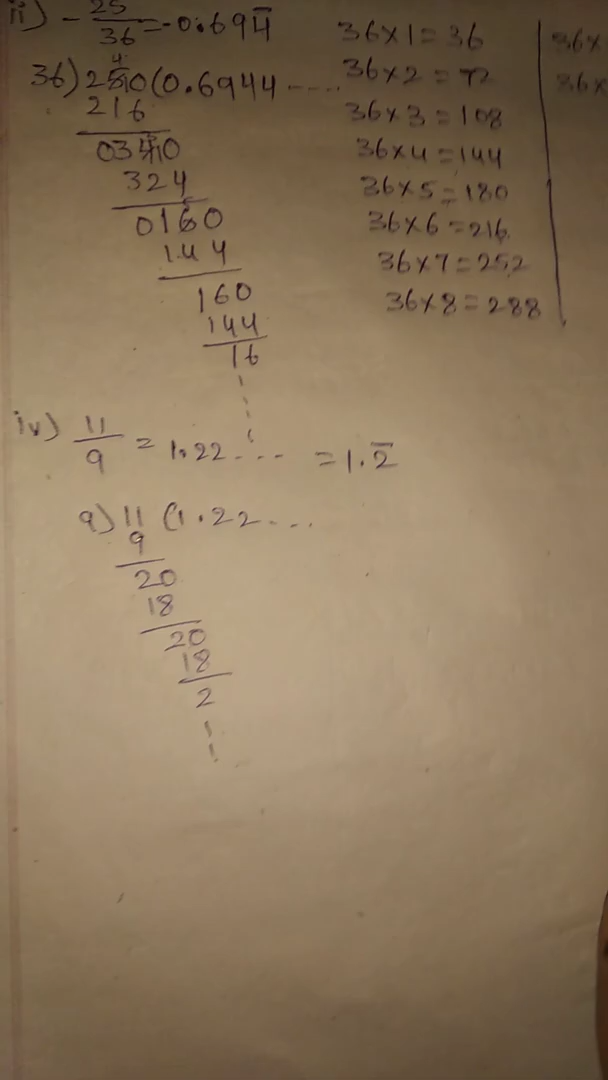 ii) - 25/36 = -0.694̄
36) 250 (0.6944 .....
216
0340
324
0160
144
160
144
16
36×1 = 36
36×2 = 72
36×3 = 108
36×4 = 144
36×5 = 180
36×6 = 216
36×7 = 252
36×8 = 288
36×
36×
iv) 11/9 = 1.22 ... = 1.2̄
9) 11 (1.22 ...
9
20
18
20
18
2